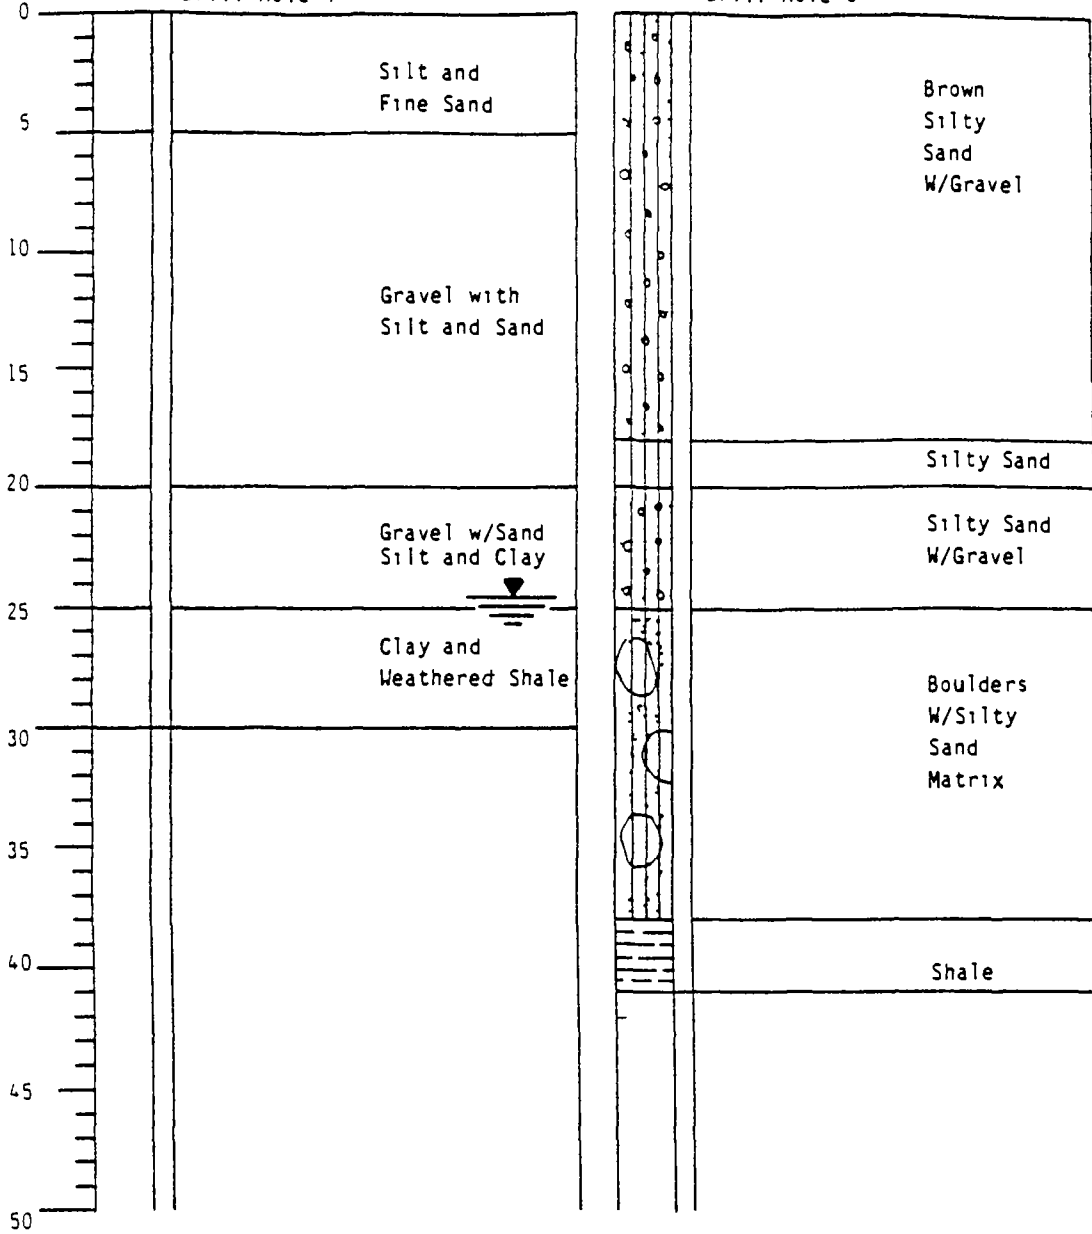 0
5
10
15
20
25
30
35
40
45
50
Silt and
Fine Sand
Gravel with
Silt and Sand
Gravel w/Sand
Silt and Clay
Clay and
Weathered Shale
Brown
Silty
Sand
W/Gravel
Silty Sand
Silty Sand
W/Gravel
Boulders
W/Silty
Sand
Matrix
Shale